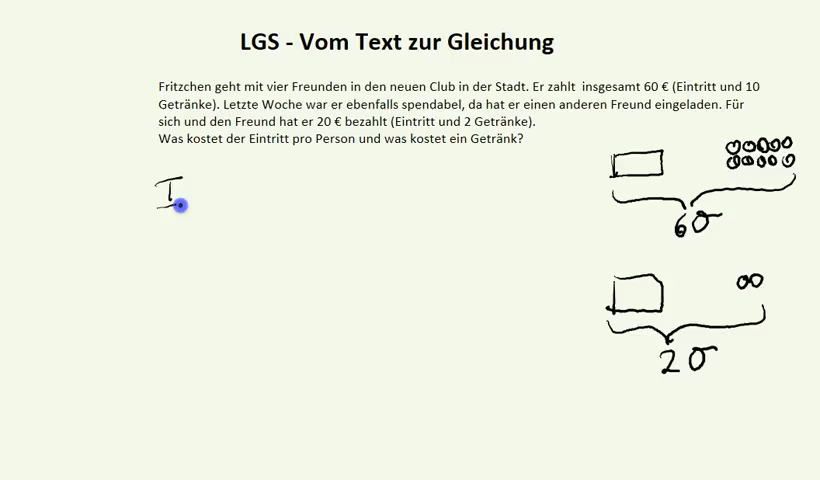 LGS - Vom Text zur Gleichung
Fritzchen geht mit vier Freunden in den neuen Club in der Stadt. Er zahlt insgesamt 60 € (Eintritt und 10
Getränke). Letzte Woche war er ebenfalls spendabel, da hat er einen anderen Freund eingeladen. Für
sich und den Freund hat er 20 € bezahlt (Eintritt und 2 Getränke).
Was kostet der Eintritt pro Person und was kostet ein Getränk?
I
60
20